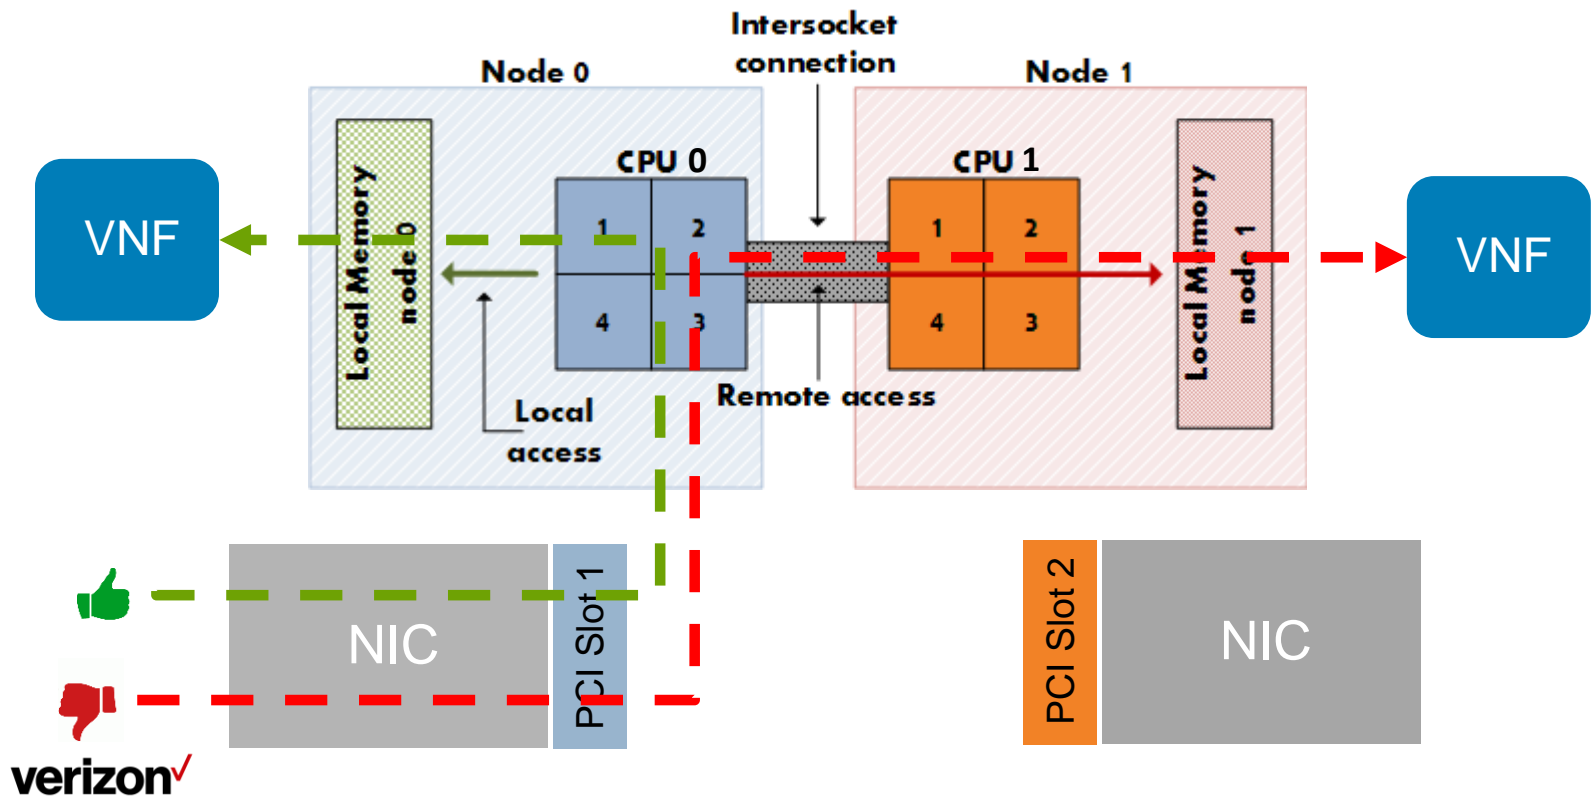 Intersocket
connection
Node 0
Node 1
CPU 0
CPU 1
Local Memory
node 0
1
2
4
3
1
2
4
3
Local Memory
node 1
VNF
VNF
Local
access
Remote access
NIC
PCI Slot 1
PCI Slot 2
NIC
verizon✓